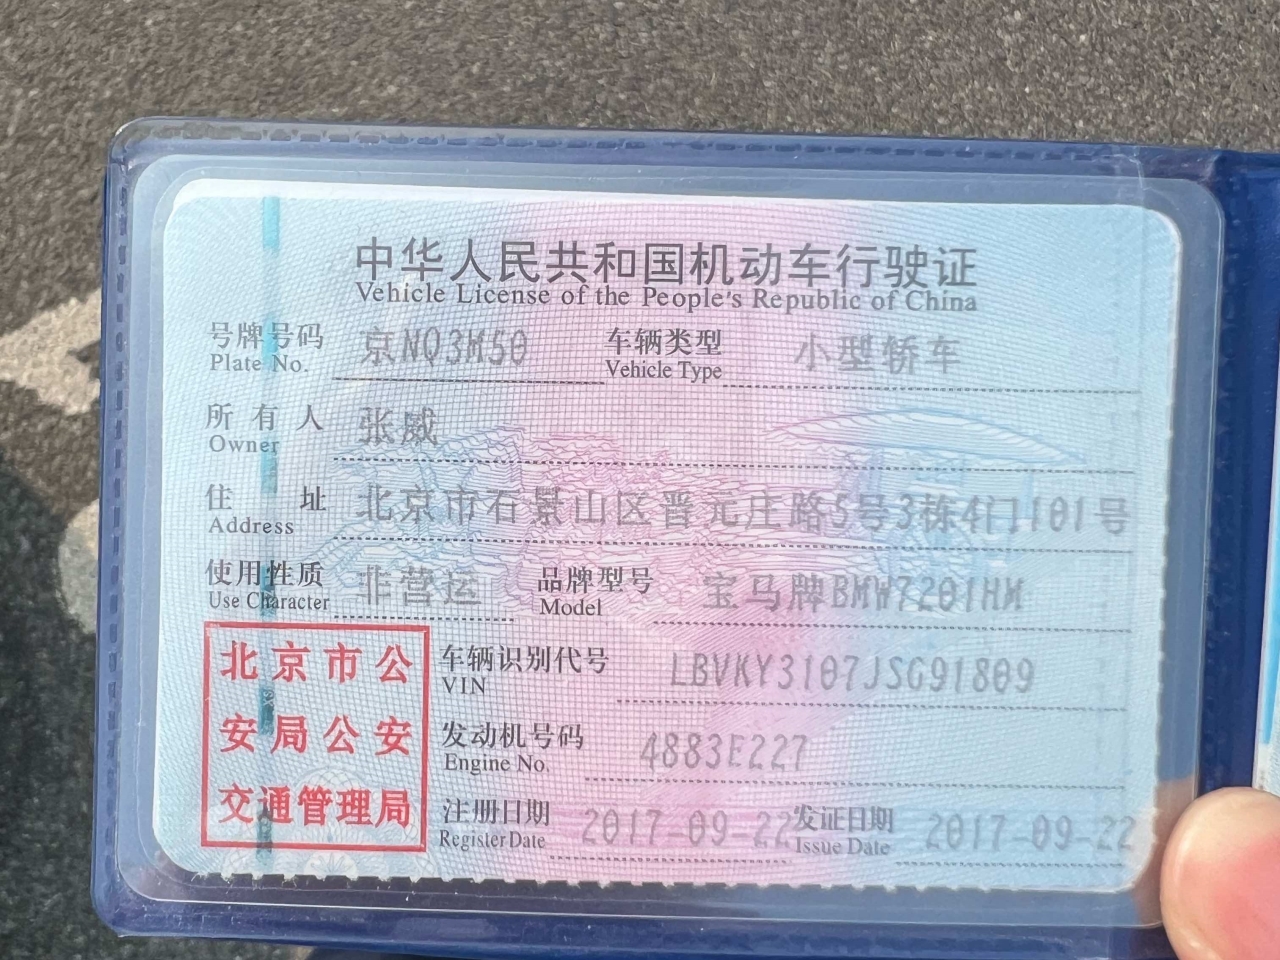 中华人民共和国机动车行驶证
Vehicle License of the People's Republic of China
号牌号码 京NQ3M50 车辆类型 小型轿车
Plate No. Vehicle Type
所有人 张威
Owner
住址 北京市石景山区晋元庄路5号3栋4门101号
Address
使用性质 非营运 品牌型号 宝马牌BMW7201HM
Use Character Model
北京市公
安局公安
交通管理局
车辆识别代号 LBVKY3107JSG91809
VIN
发动机号码 4883E227
Engine No.
注册日期 2017-09-22 发证日期 2017-09-22
Register Date Issue Date